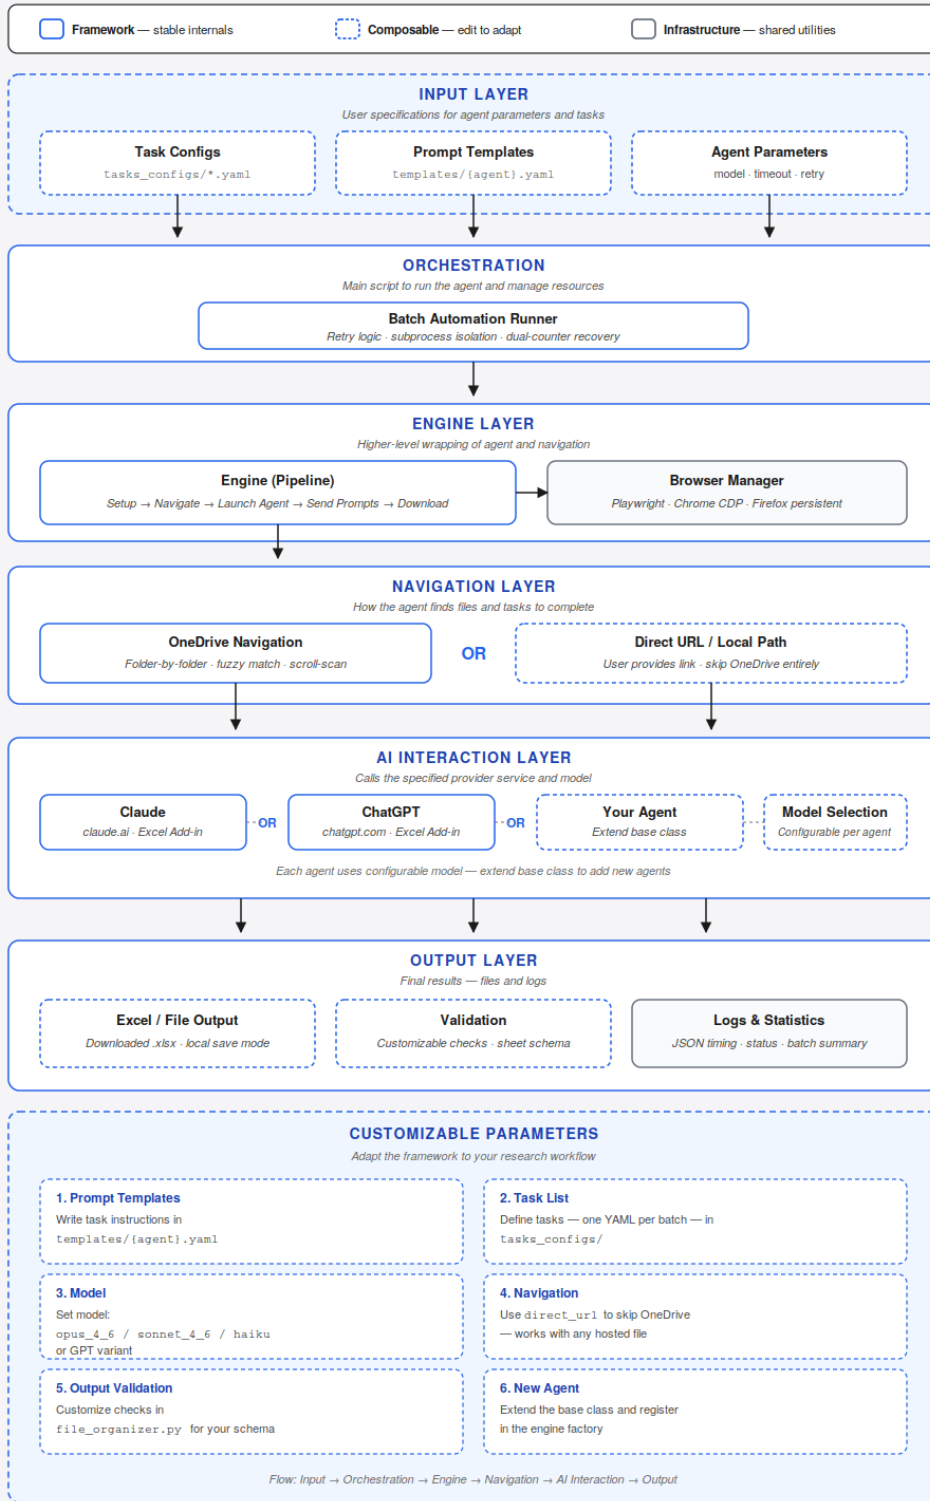 Framework — stable internals
Composable — edit to adapt
Infrastructure — shared utilities
INPUT LAYER
User specifications for agent parameters and tasks
Task Configs
tasks_configs/*.yaml
Prompt Templates
templates/{agent}.yaml
Agent Parameters
model · timeout · retry
ORCHESTRATION
Main script to run the agent and manage resources
Batch Automation Runner
Retry logic · subprocess isolation · dual-counter recovery
ENGINE LAYER
Higher-level wrapping of agent and navigation
Engine (Pipeline)
Setup → Navigate → Launch Agent → Send Prompts → Download
Browser Manager
Playwright · Chrome CDP · Firefox persistent
NAVIGATION LAYER
How the agent finds files and tasks to complete
OneDrive Navigation
Folder-by-folder · fuzzy match · scroll-scan
OR
Direct URL / Local Path
User provides link · skip OneDrive entirely
AI INTERACTION LAYER
Calls the specified provider service and model
Claude
claude.ai · Excel Add-in
OR
ChatGPT
chatgpt.com · Excel Add-in
OR
Your Agent
Extend base class
Model Selection
Configurable per agent
Each agent uses configurable model — extend base class to add new agents
OUTPUT LAYER
Final results — files and logs
Excel / File Output
Downloaded .xlsx · local save mode
Validation
Customizable checks · sheet schema
Logs & Statistics
JSON timing · status · batch summary
CUSTOMIZABLE PARAMETERS
Adapt the framework to your research workflow
1. Prompt Templates
Write task instructions in
templates/{agent}.yaml
2. Task List
Define tasks — one YAML per batch — in
tasks_configs/
3. Model
Set model:
opus_4_6 / sonnet_4_6 / haiku
or GPT variant
4. Navigation
Use direct_url to skip OneDrive
— works with any hosted file
5. Output Validation
Customize checks in
file_organizer.py for your schema
6. New Agent
Extend the base class and register
in the engine factory
Flow: Input → Orchestration → Engine → Navigation → AI Interaction → Output